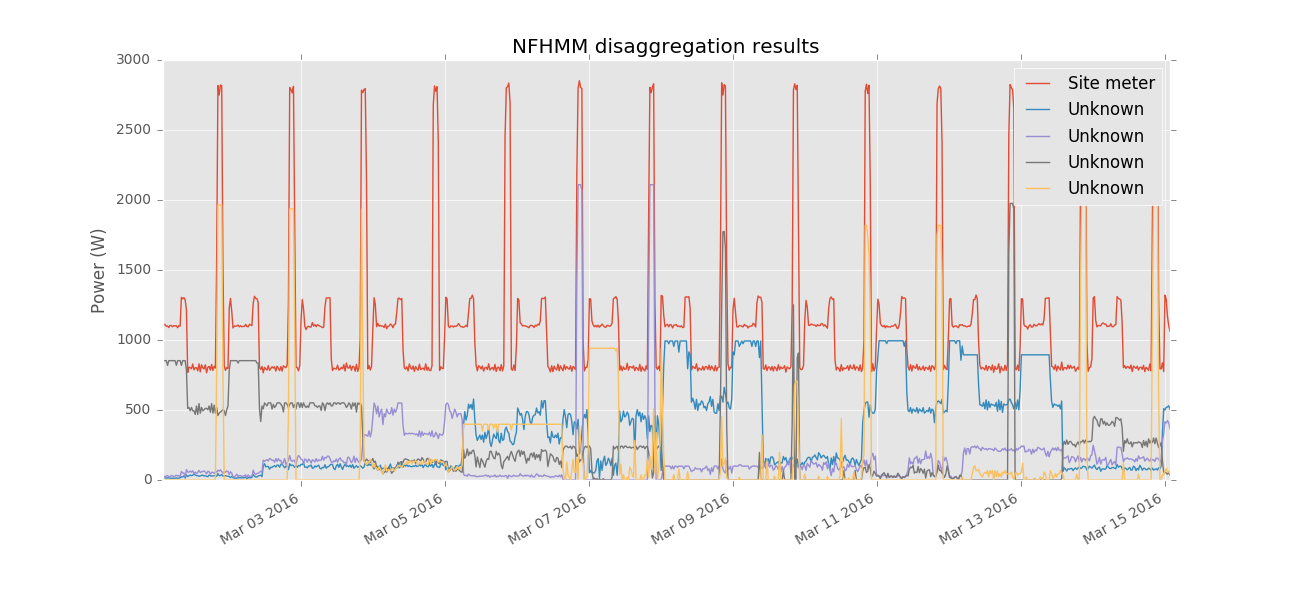 NFHMM disaggregation results
3000
2500
2000
1500
1000
500
0
Power (W)
Site meter
Unknown
Unknown
Unknown
Unknown
Mar 03 2016
Mar 05 2016
Mar 07 2016
Mar 09 2016
Mar 11 2016
Mar 13 2016
Mar 15 2016